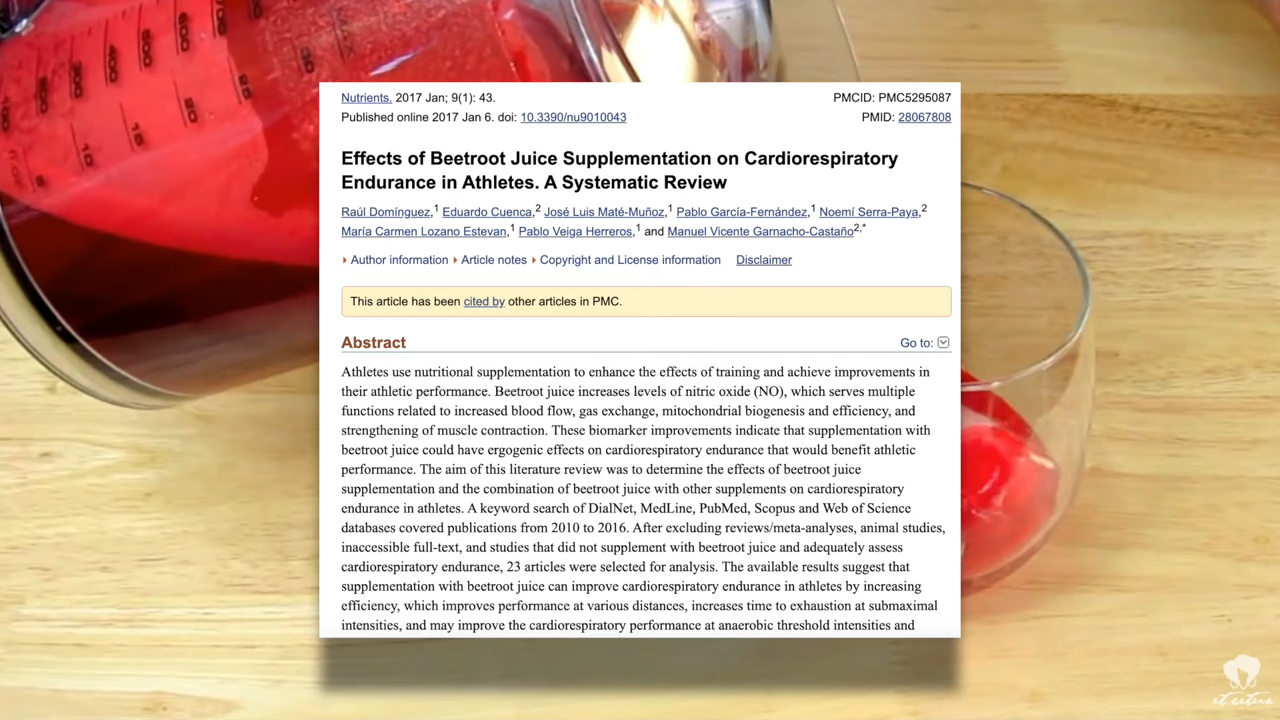 Nutrients. 2017 Jan; 9(1): 43.
PMCID: PMC5295087
Published online 2017 Jan 6. doi: 10.3390/nu9010043
PMID: 28067808
Effects of Beetroot Juice Supplementation on Cardiorespiratory
Endurance in Athletes. A Systematic Review
Raúl Domínguez,1 Eduardo Cuenca,2 José Luis Maté-Muñoz,1 Pablo García-Fernández,1 Noemí Serra-Paya,2
María Carmen Lozano Estevan,1 Pablo Veiga Herreros,1 and Manuel Vicente Garnacho-Castaño2,*
Author information Article notes Copyright and License information Disclaimer
This article has been cited by other articles in PMC.
Abstract
Go to:
Athletes use nutritional supplementation to enhance the effects of training and achieve improvements in
their athletic performance. Beetroot juice increases levels of nitric oxide (NO), which serves multiple
functions related to increased blood flow, gas exchange, mitochondrial biogenesis and efficiency, and
strengthening of muscle contraction. These biomarker improvements indicate that supplementation with
beetroot juice could have ergogenic effects on cardiorespiratory endurance that would benefit athletic
performance. The aim of this literature review was to determine the effects of beetroot juice
supplementation and the combination of beetroot juice with other supplements on cardiorespiratory
endurance in athletes. A keyword search of DialNet, MedLine, PubMed, Scopus and Web of Science
databases covered publications from 2010 to 2016. After excluding reviews/meta-analyses, animal studies,
inaccessible full-text, and studies that did not supplement with beetroot juice and adequately assess
cardiorespiratory endurance, 23 articles were selected for analysis. The available results suggest that
supplementation with beetroot juice can improve cardiorespiratory endurance in athletes by increasing
efficiency, which improves performance at various distances, increases time to exhaustion at submaximal
intensities, and may improve the cardiorespiratory performance at anaerobic threshold intensities and